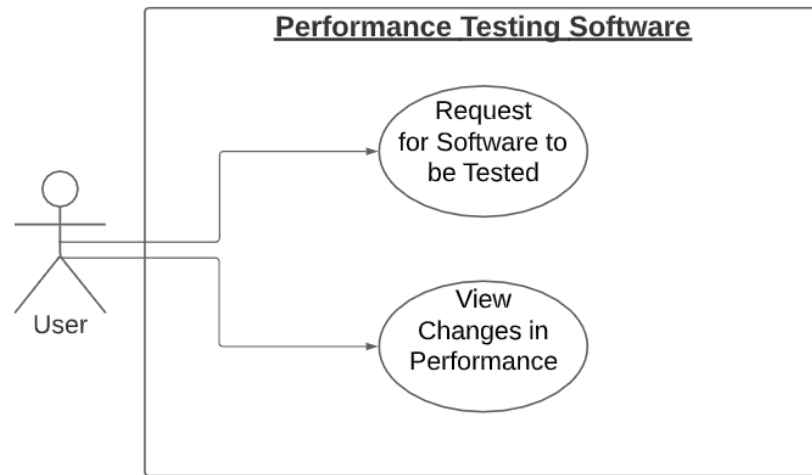 Performance Testing Software
Request
for Software to
be Tested
User
View
Changes in
Performance